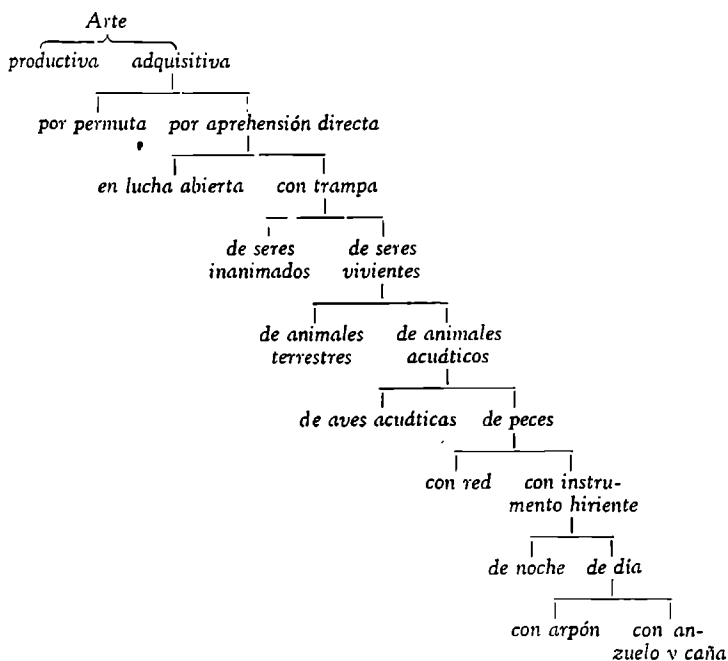 Arte
productiva adquisitiva
por permuta por aprehensión directa
en lucha abierta con trampa
de seres de seres
inanimados vivientes
de animales de animales
terrestres acuáticos
de aves acuáticas de peces
con red con instru-
mento hiriente
de noche de día
con arpón con an-
zuelo y caña